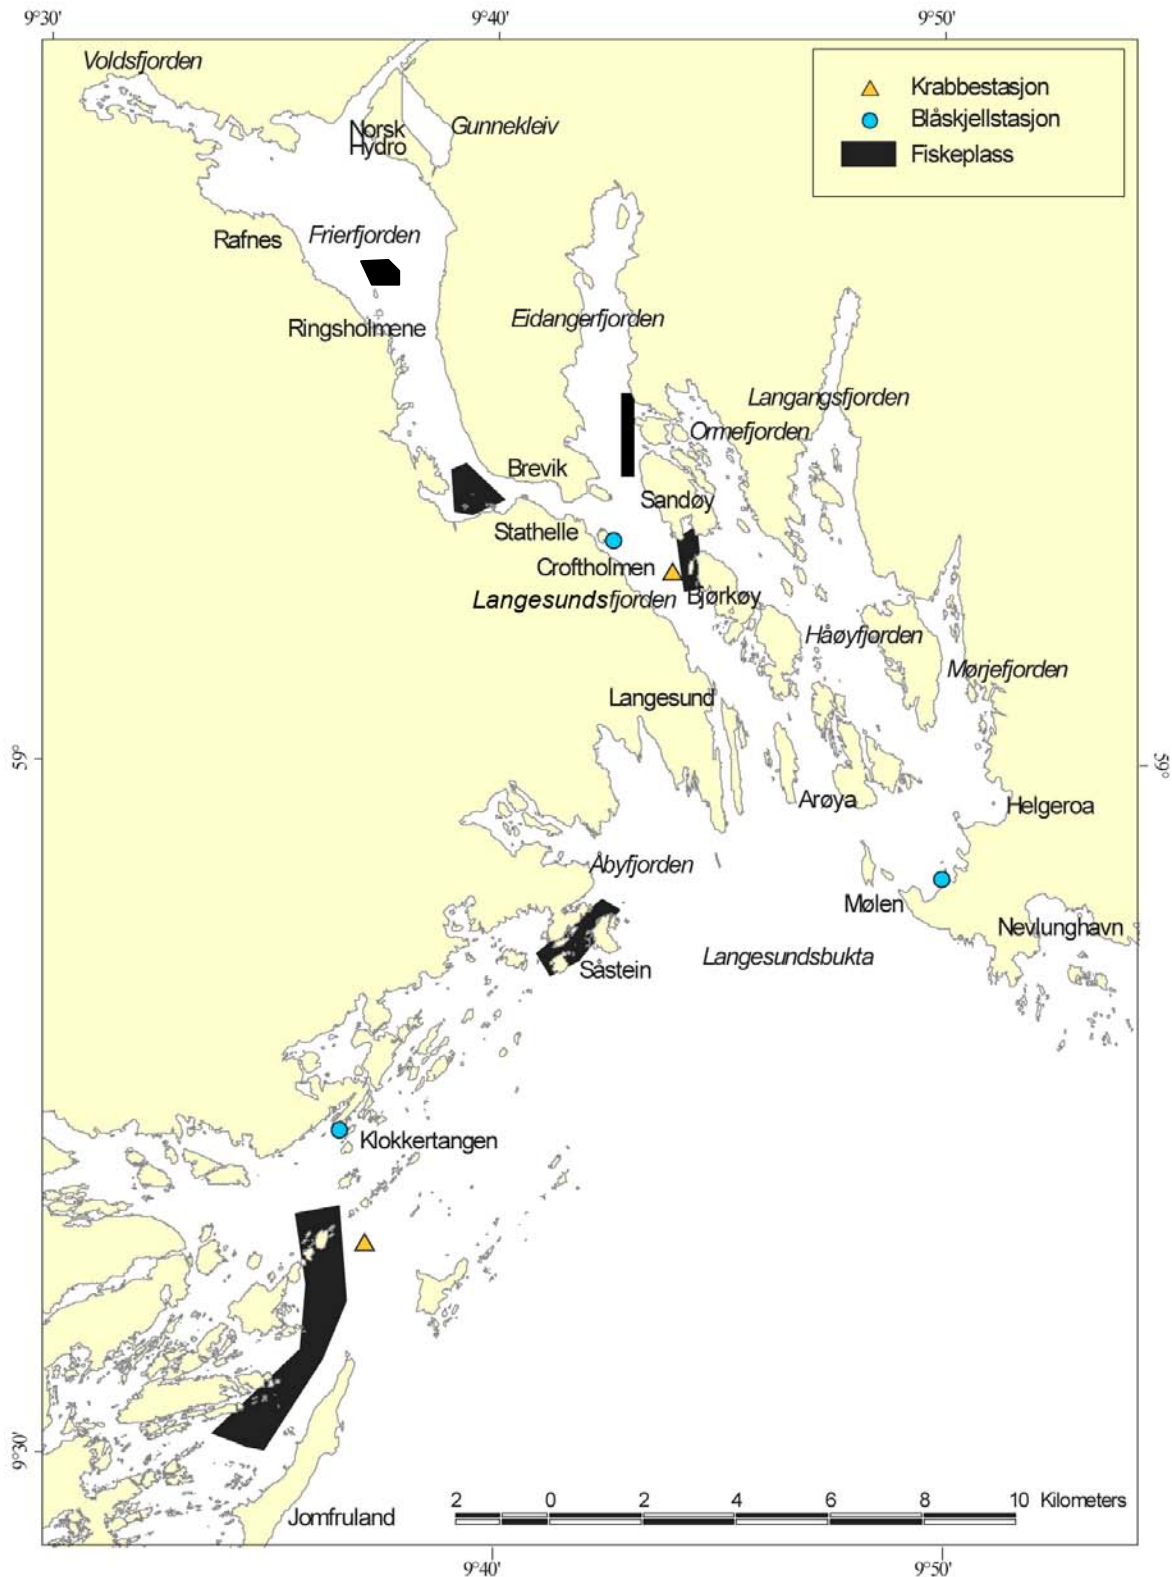 9°30'
9°40'
9°50'
Voldsfjorden
Krabbestasjon
Blåskjellstasjon
Fiskeplass
Norsk
Hydro
Gunnekleiv
Rafnes
Frierfjorden
Ringsholmene
Eidangerfjorden
Langangsfjorden
Ormefjorden
Brevik
Sandøy
Stathelle
Croftholmen
Bjørkøy
Langesundsfjorden
Håøyfjorden
Mørjefjorden
Langesund
59°
59°
Arøya
Helgeroa
Åbyfjorden
Mølen
Nevlunghavn
Langesundsbukta
Såstein
Klokkertangen
9°30'
Jomfruland
2 0 2 4 6 8 10 Kilometers
9°40'
9°50'